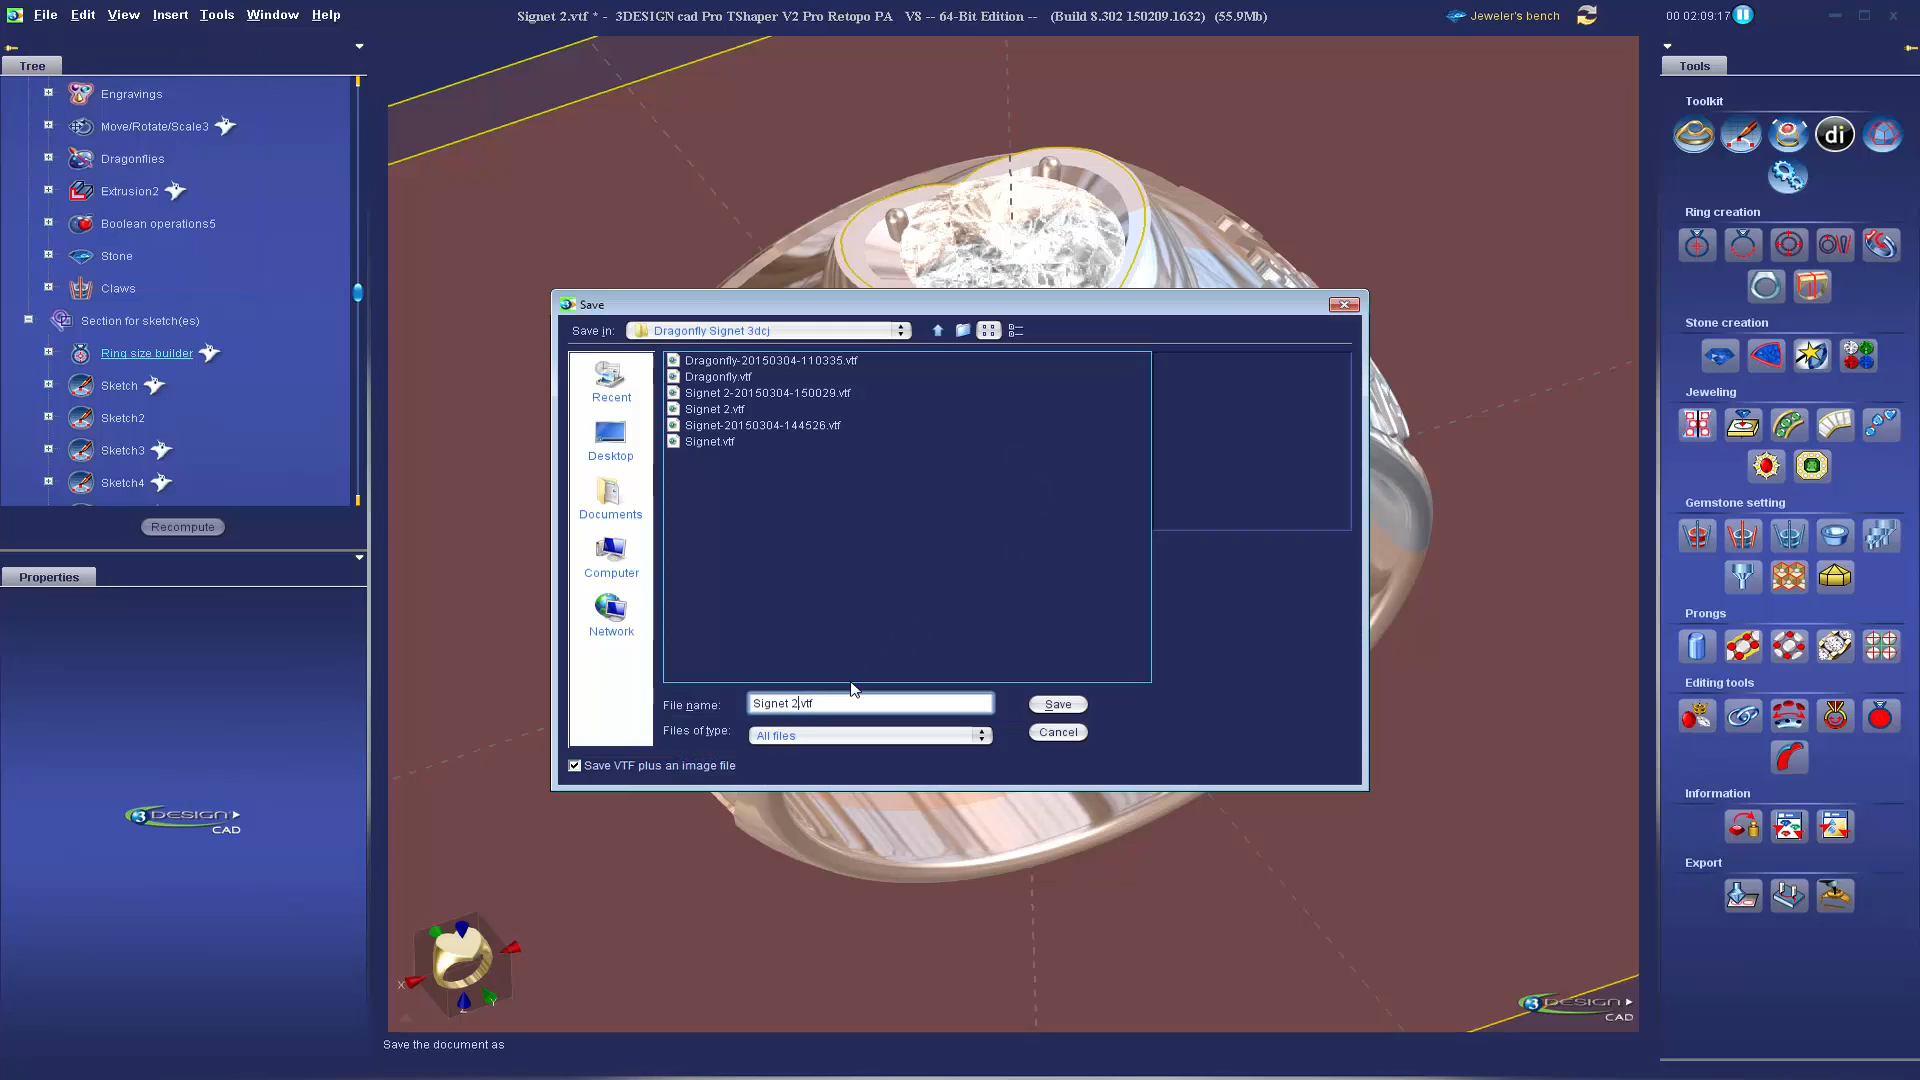 File Edit View Insert Tools Window Help
Signet 2.vtf * - 3DESIGN cad Pro TShaper V2 Pro Retopo PA V8 -- 64-Bit Edition -- (Build 8.302 150209.1632) (55.9Mb)
Jeweler's bench
00 02:09:17
Tree
Engravings
Move/Rotate/Scale3
Dragonflies
Extrusion2
Boolean operations5
Stone
Claws
Section for sketch(es)
Ring size builder
Sketch
Sketch2
Sketch3
Sketch4
Recompute
Properties
3DESIGN
CAD
Save
Save in: Dragonfly Signet 3dcj
Recent
Desktop
Documents
Computer
Network
Dragonfly-20150304-110335.vtf
Dragonfly.vtf
Signet 2-20150304-150029.vtf
Signet 2.vtf
Signet-20150304-144526.vtf
Signet.vtf
File name: Signet 2.vtf Save
Files of type: All files Cancel
Save VTF plus an image file
X
Y
Z
3DESIGN
CAD
Save the document as
Tools
Toolkit
di
Ring creation
Stone creation
Jeweling
Gemstone setting
Prongs
Editing tools
Information
Export